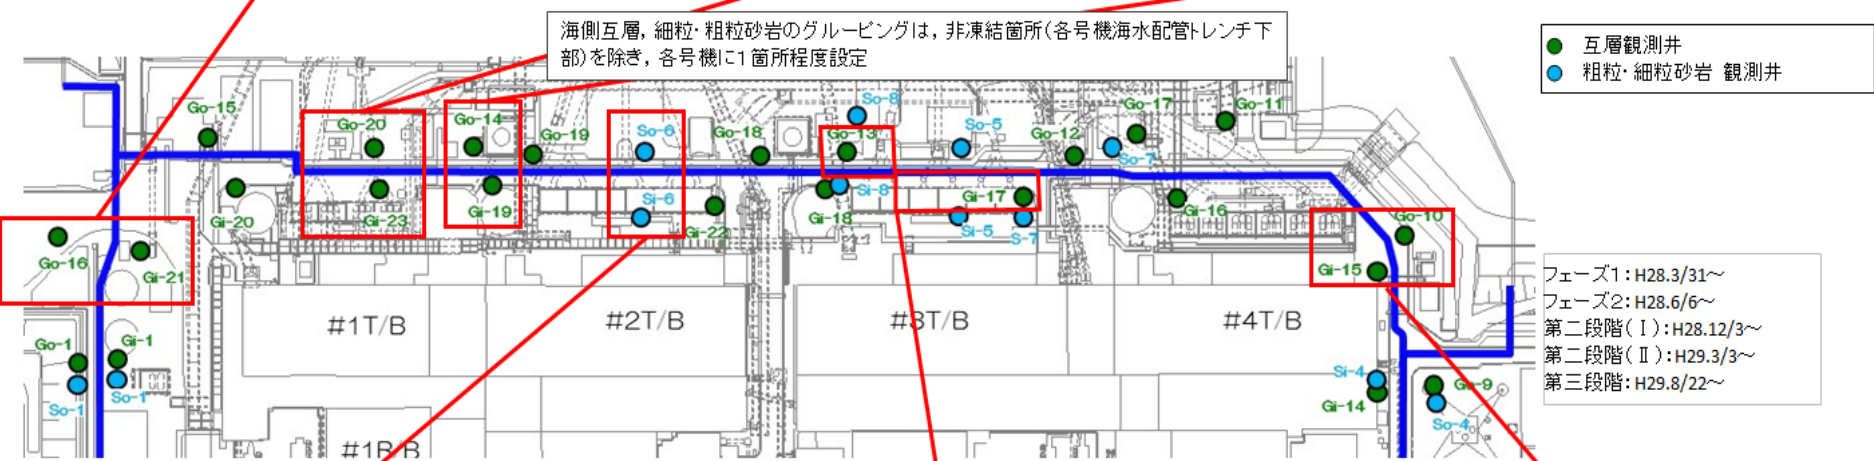 海側互層，細粒・粗粒砂岩のグルーピングは，非凍結箇所（各号機海水配管トレンチ下
部）を除き，各号機に1箇所程度設定
互層観測井
粗粒・細粒砂岩 観測井
Go-15
Go-20
Go-14
Go-19
So-6
Go-18
So-8
Go-13
So-5
Go-12
Go-17
So-7
Go-11
Gi-20
Gi-23
Gi-19
Si-6
Gi-22
Gi-18
Si-8
Gi-17
Si-5
S-7
Gi-16
Go-10
Gi-15
Go-16
Gi-21
フェーズ1：H28.3/31～
フェーズ2：H28.6/6～
第二段階(Ⅰ)：H28.12/3～
第二段階(Ⅱ)：H29.3/3～
第三段階：H29.8/22～
#1T/B
#2T/B
#3T/B
#4T/B
Go-1
Gi-1
So-1
So-1
Si-4
Gi-14
Go-9
So-4
#1R/B